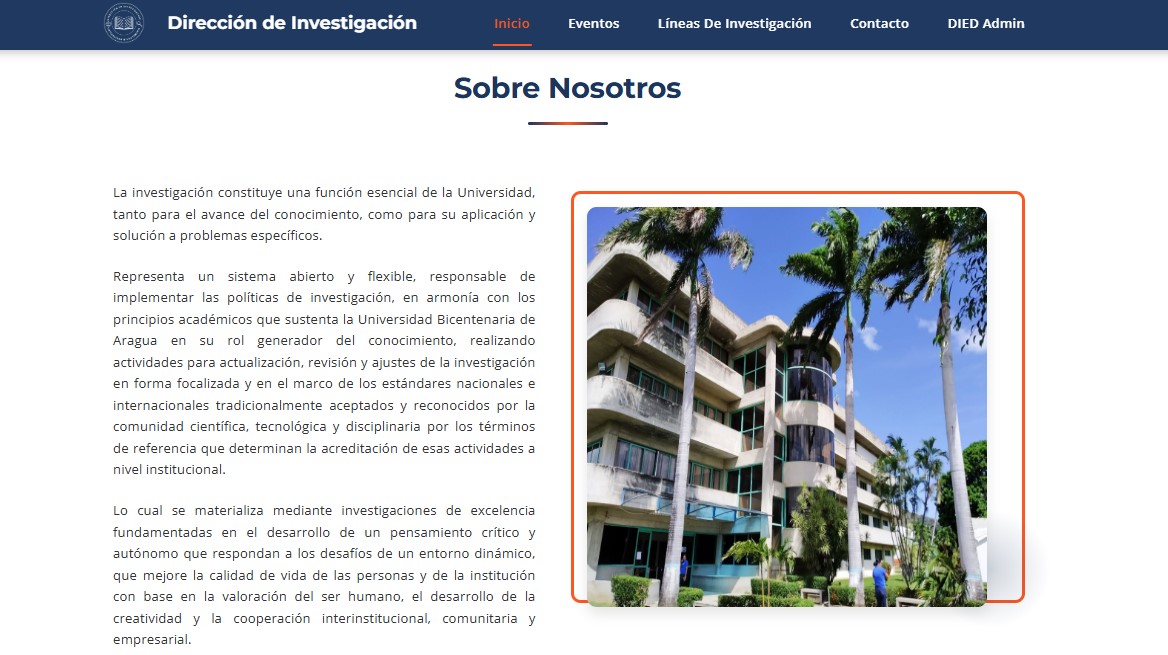 Dirección de Investigación
Inicio
Eventos
Líneas De Investigación
Contacto
DIED Admin
Sobre Nosotros
La investigación constituye una función esencial de la Universidad,
tanto para el avance del conocimiento, como para su aplicación y
solución a problemas específicos.
Representa un sistema abierto y flexible, responsable de
implementar las políticas de investigación, en armonía con los
principios académicos que sustenta la Universidad Bicentenaria de
Aragua en su rol generador del conocimiento, realizando
actividades para actualización, revisión y ajustes de la investigación
en forma focalizada y en el marco de los estándares nacionales e
internacionales tradicionalmente aceptados y reconocidos por la
comunidad científica, tecnológica y disciplinaria por los términos
de referencia que determinan la acreditación de esas actividades a
nivel institucional.
Lo cual se materializa mediante investigaciones de excelencia
fundamentadas en el desarrollo de un pensamiento crítico y
autónomo que respondan a los desafíos de un entorno dinámico,
que mejore la calidad de vida de las personas y de la institución
con base en la valoración del ser humano, el desarrollo de la
creatividad y la cooperación interinstitucional, comunitaria y
empresarial.